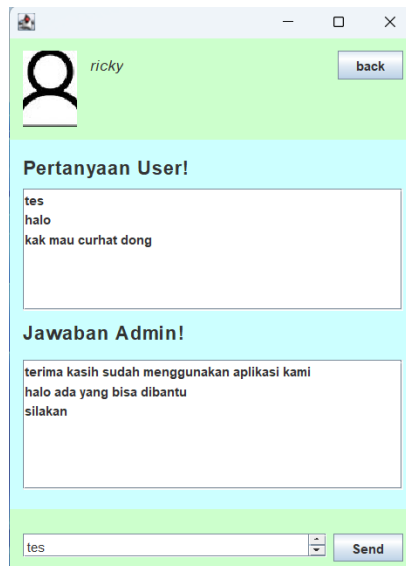 ricky
back
Pertanyaan User!
tes
halo
kak mau curhat dong
Jawaban Admin!
terima kasih sudah menggunakan aplikasi kami
halo ada yang bisa dibantu
silakan
tes
Send